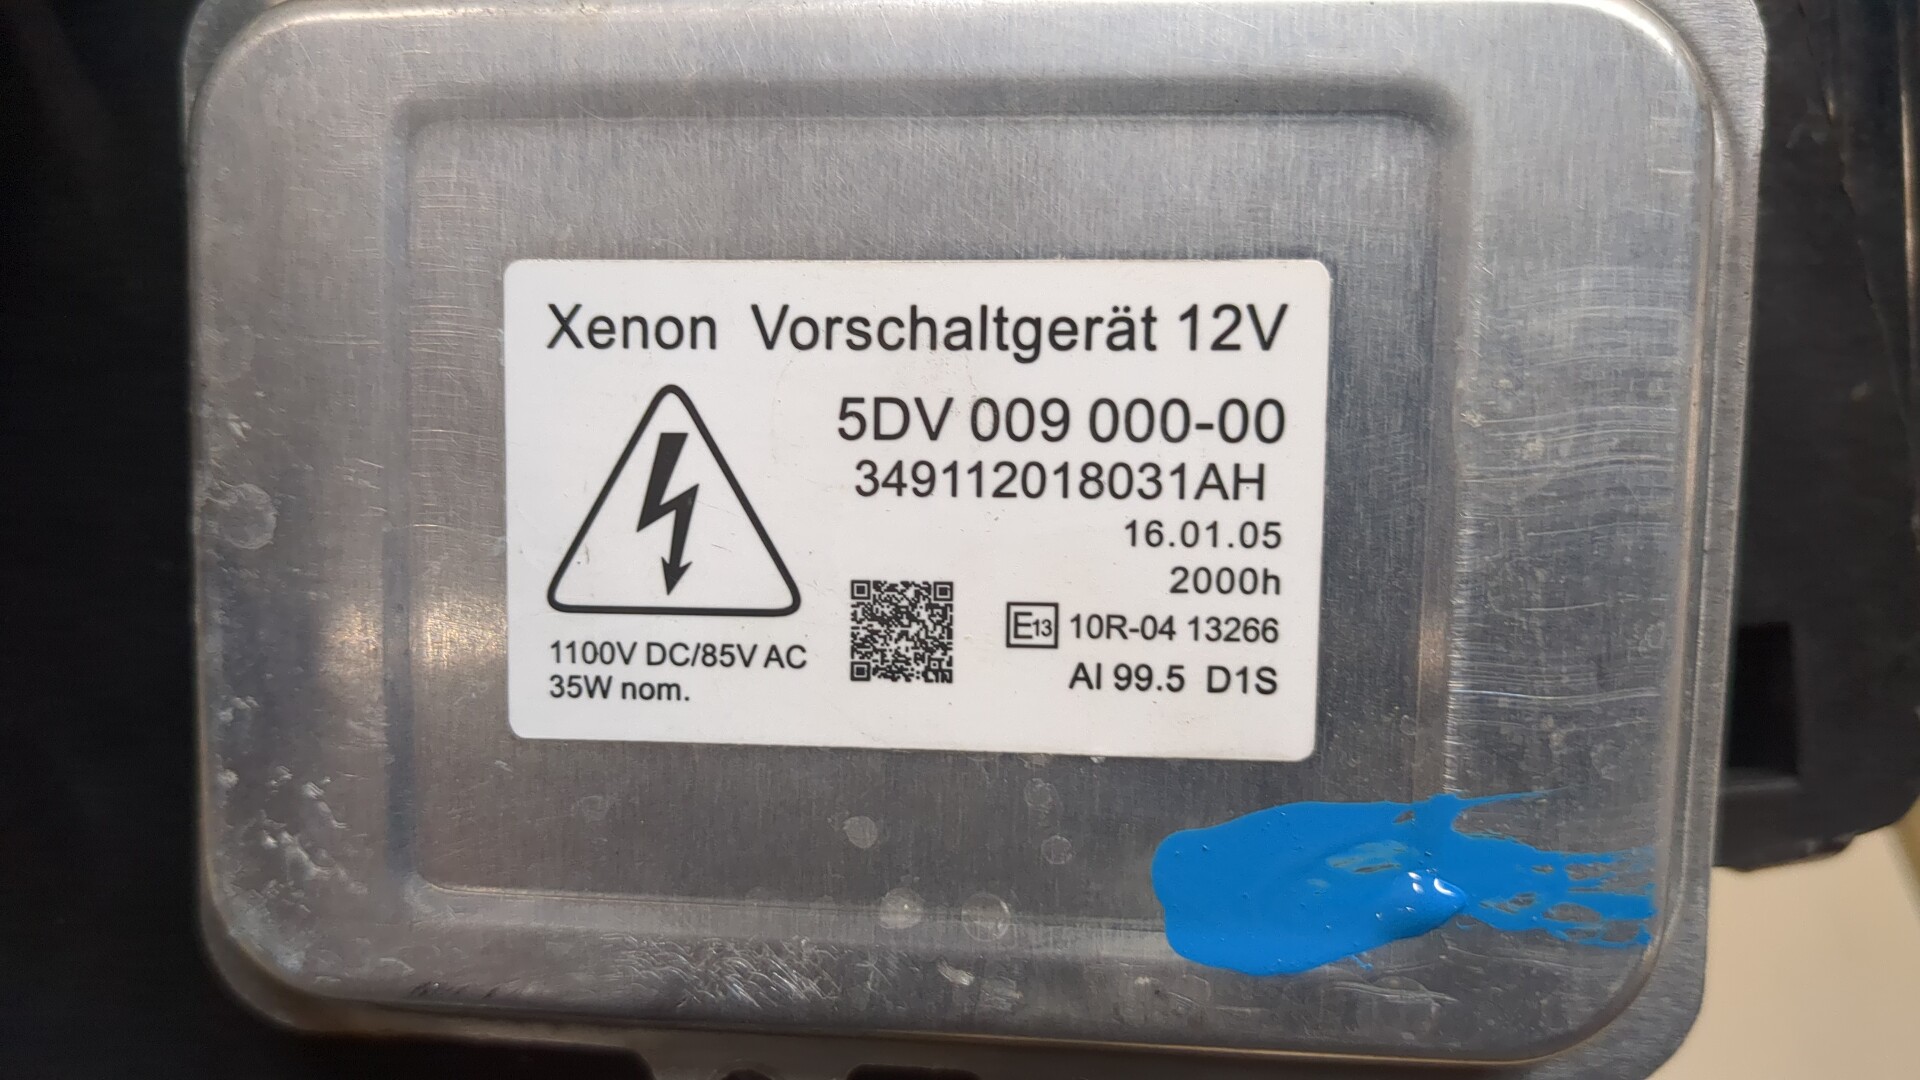 Xenon Vorschaltgerät 12V
5DV 009 000-00
349112018031AH
16.01.05
2000h
E13 10R-04 13266
AI 99.5 D1S
1100V DC/85V AC
35W nom.